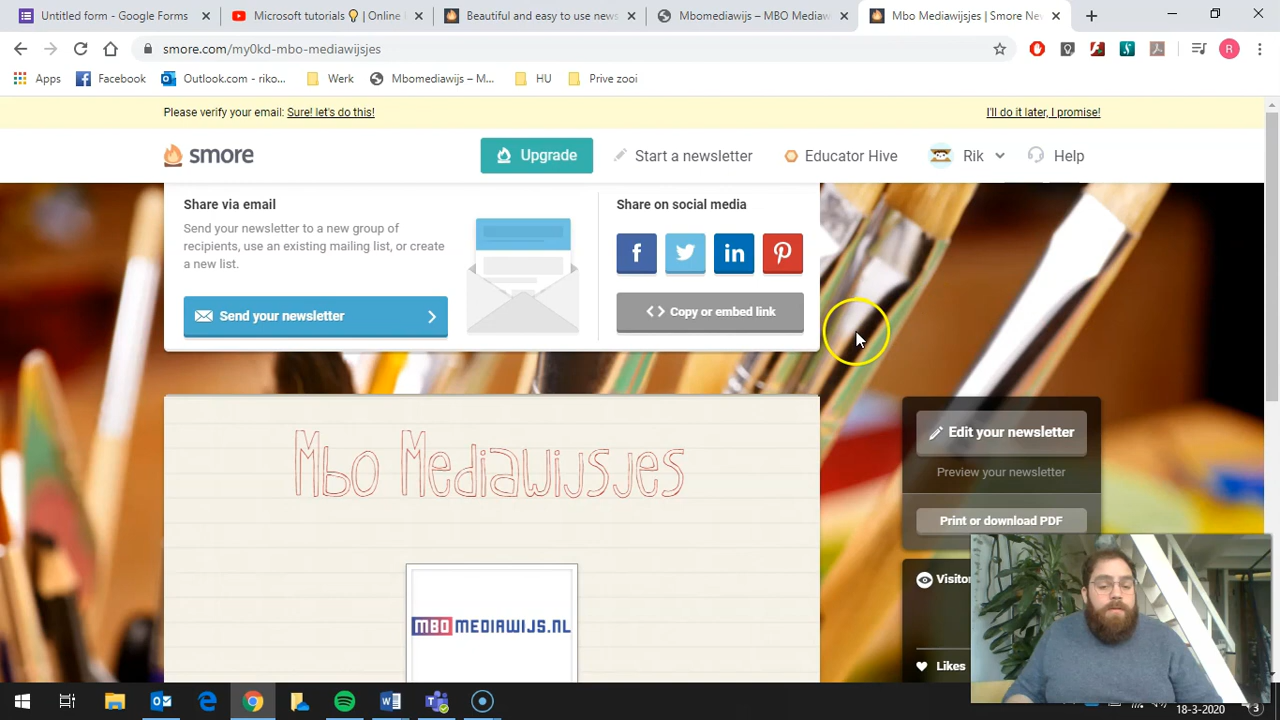 Untitled form - Google Forms
Microsoft tutorials | Online
Beautiful and easy to use news
Mbomediawijs – MBO Mediaw
Mbo Mediawijsjes | Smore Ne
smore.com/my0kd-mbo-mediawijsjes
R
Apps
Facebook
Outlook.com - riko...
Werk
Mbomediawijs – M...
HU
Prive zooi
Please verify your email: Sure! let's do this!
I'll do it later, I promise!
smore
Upgrade
Start a newsletter
Educator Hive
Rik
Help
Share via email
Send your newsletter to a new group of
recipients, use an existing mailing list, or create
a new list.
Send your newsletter
Share on social media
f
in
Copy or embed link
Mbo Mediawijsjes
MBOMEDIAWIJS.NL
Edit your newsletter
Preview your newsletter
Print or download PDF
Visitor
Likes
18-3-2020
3